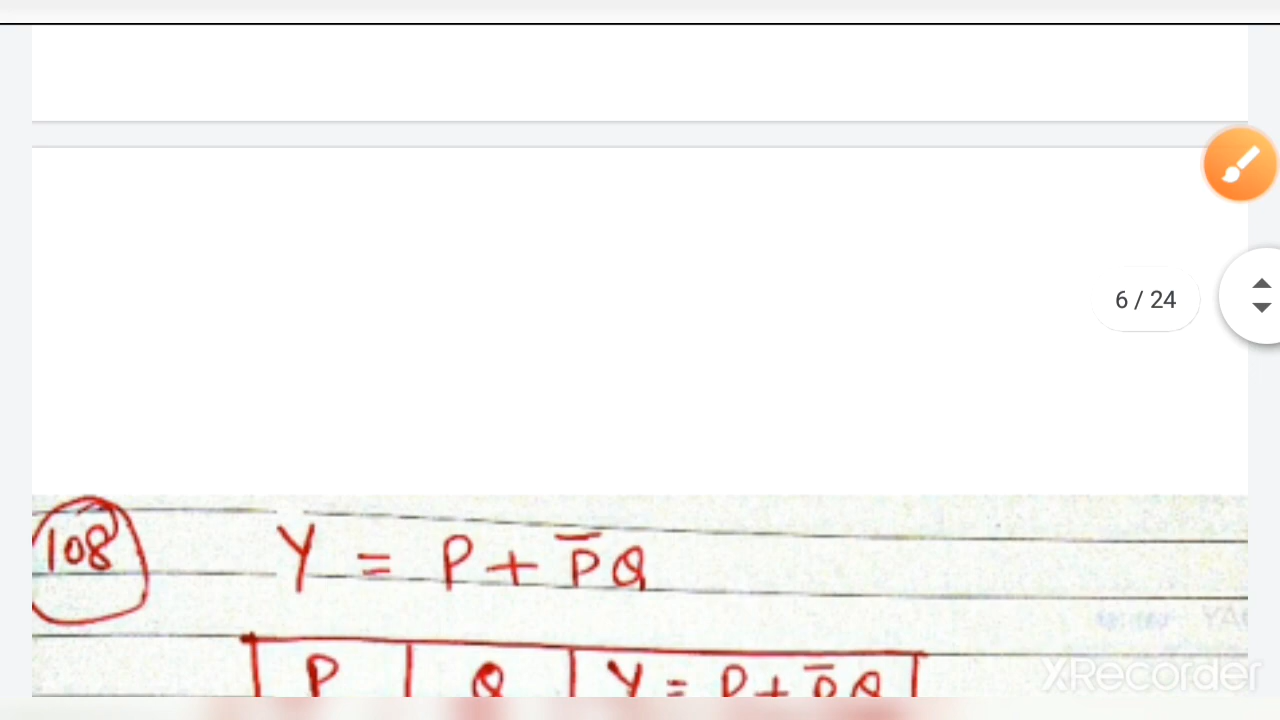 6 / 24
108 Y = P + P̅Q
P Q Y = P + P̅Q
XRecorder